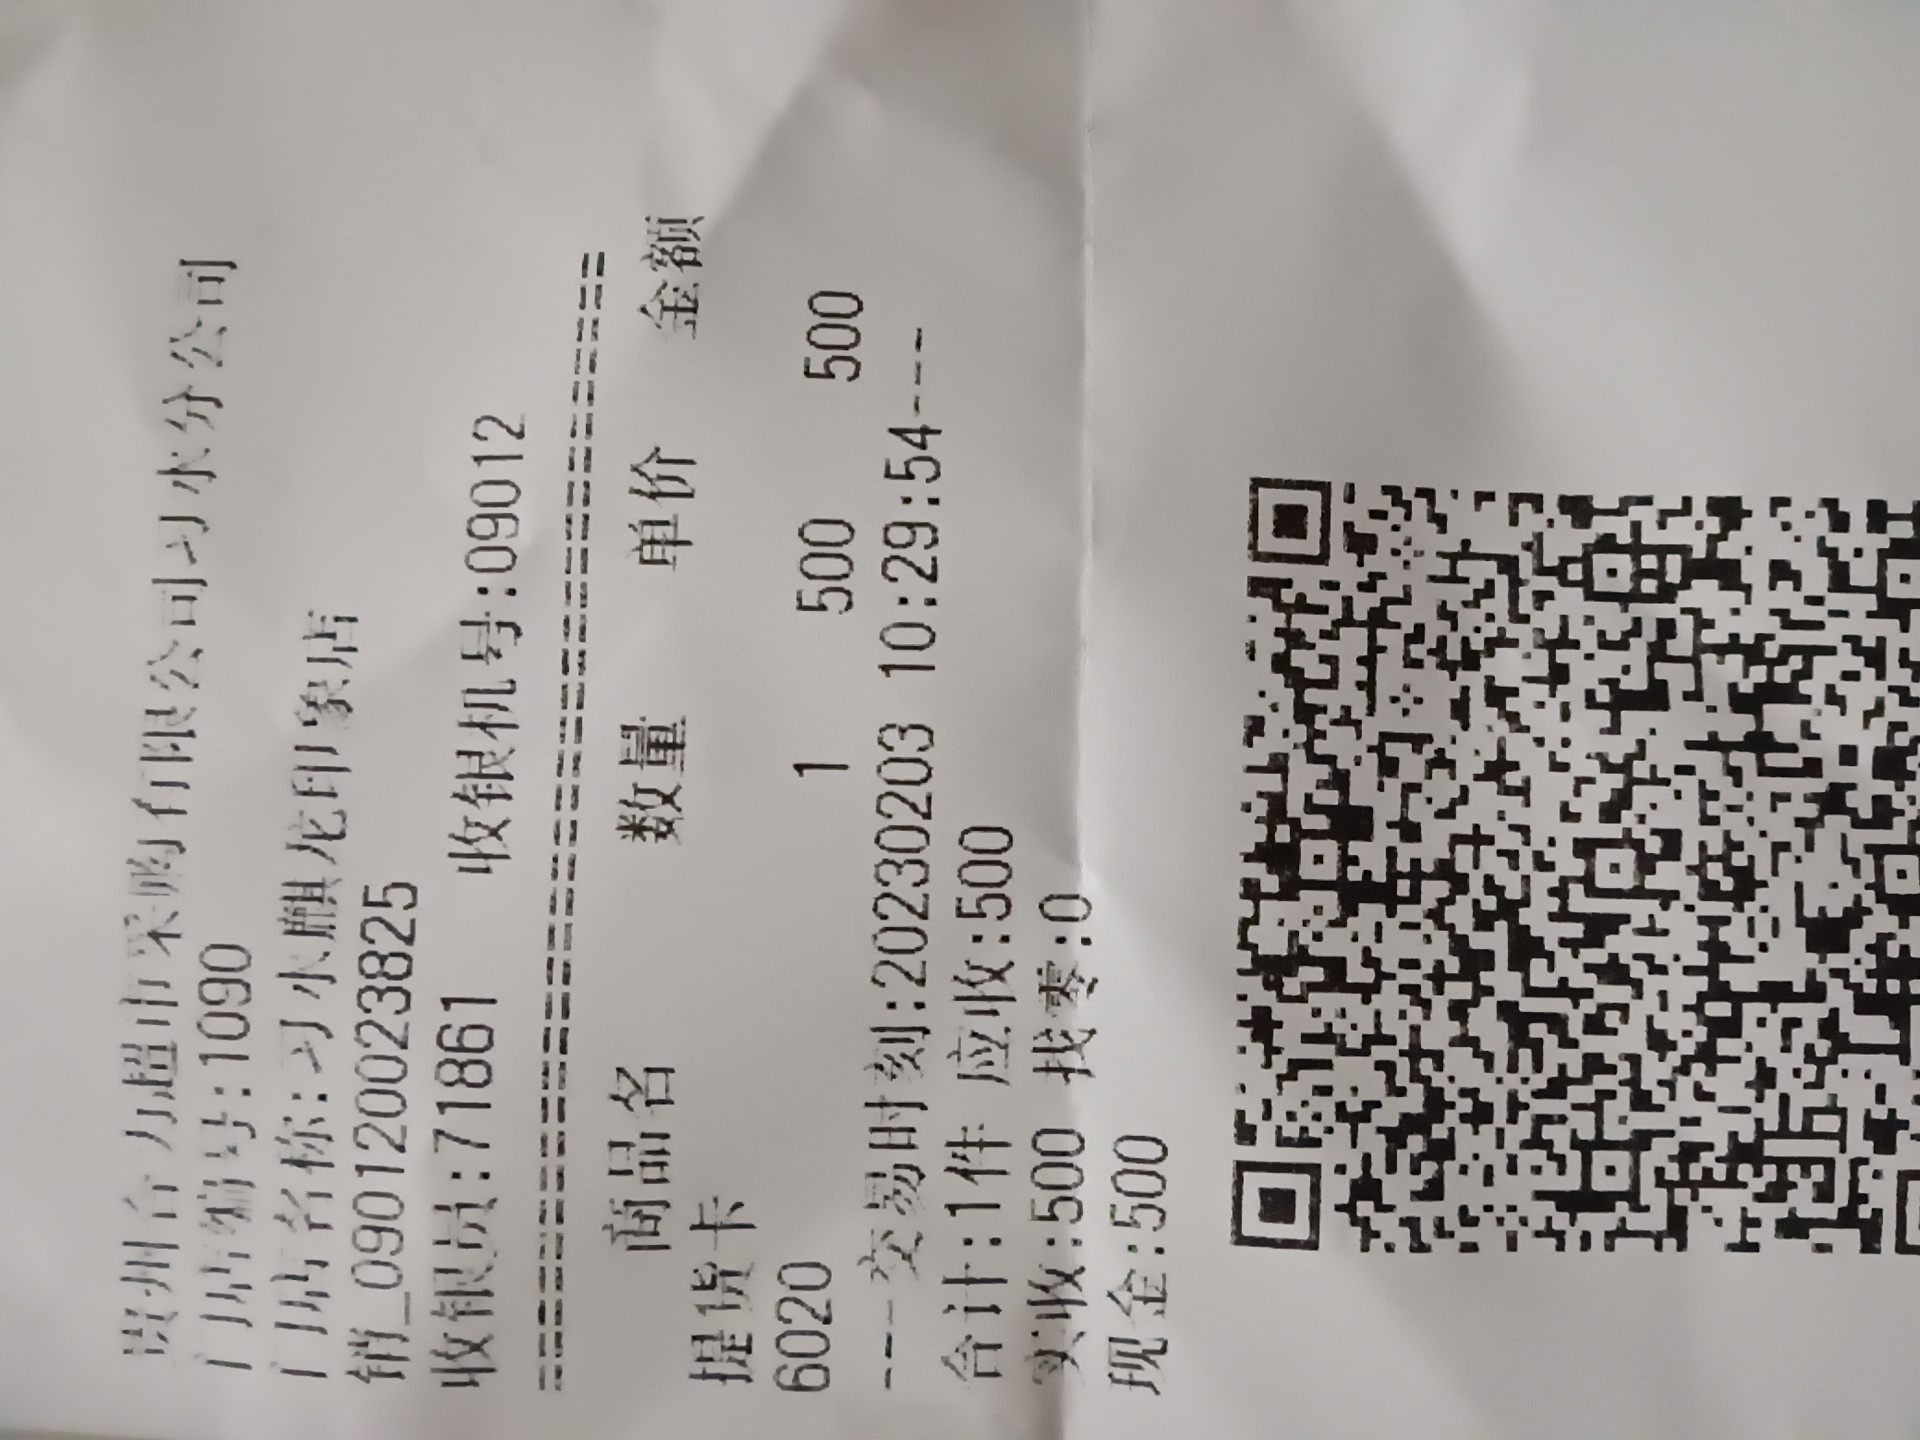 贵州合力超市采购有限公司习水分公司
门店编号:1090
门店名称:习水麒龙印象店
销_090120023825
收银员:71861 收银机号:09012
==========================================
商品名 数量 单价 金额
提货卡
6020 1 500 500
---交易时刻:20230203 10:29:54----
合计:1件 应收:500
实收:500 找零:0
现金:500